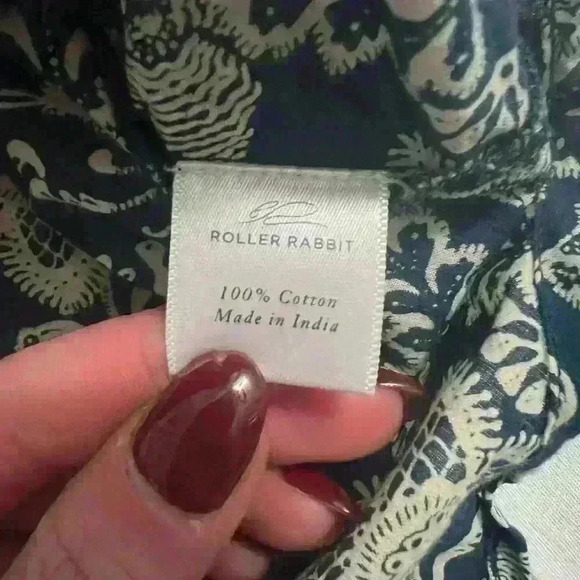 ROLLER RABBIT
100% Cotton
Made in India